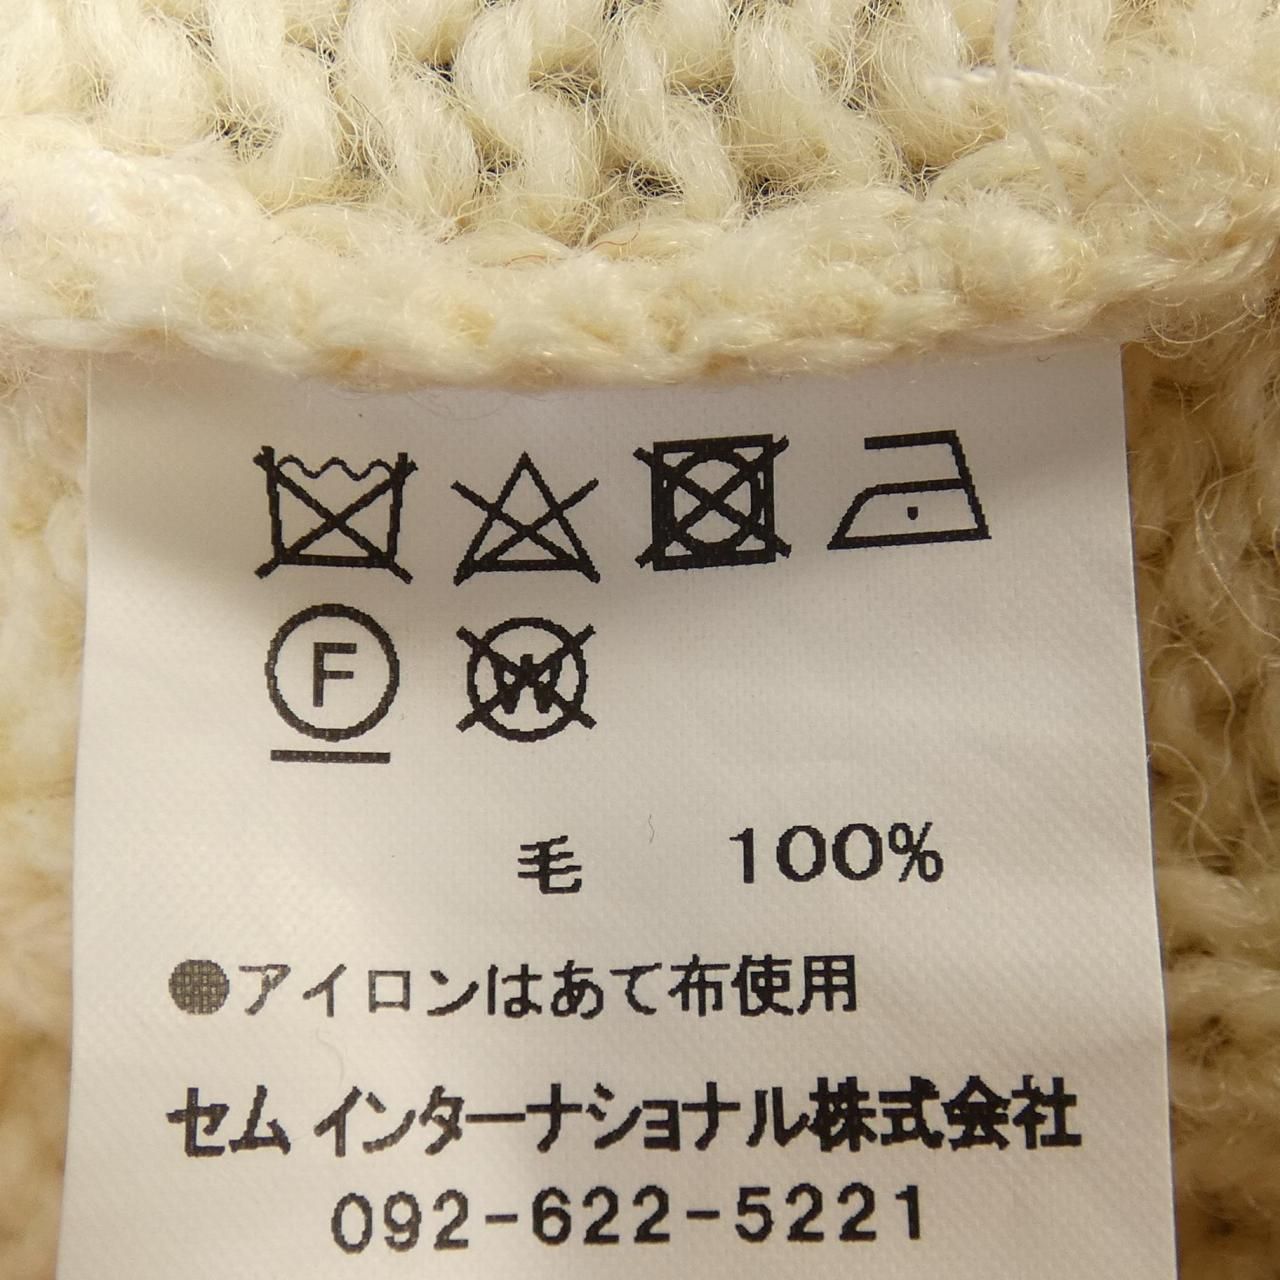 F
W
毛 100%
●アイロンはあて布使用
セムインターナショナル株式会社
092-622-5221